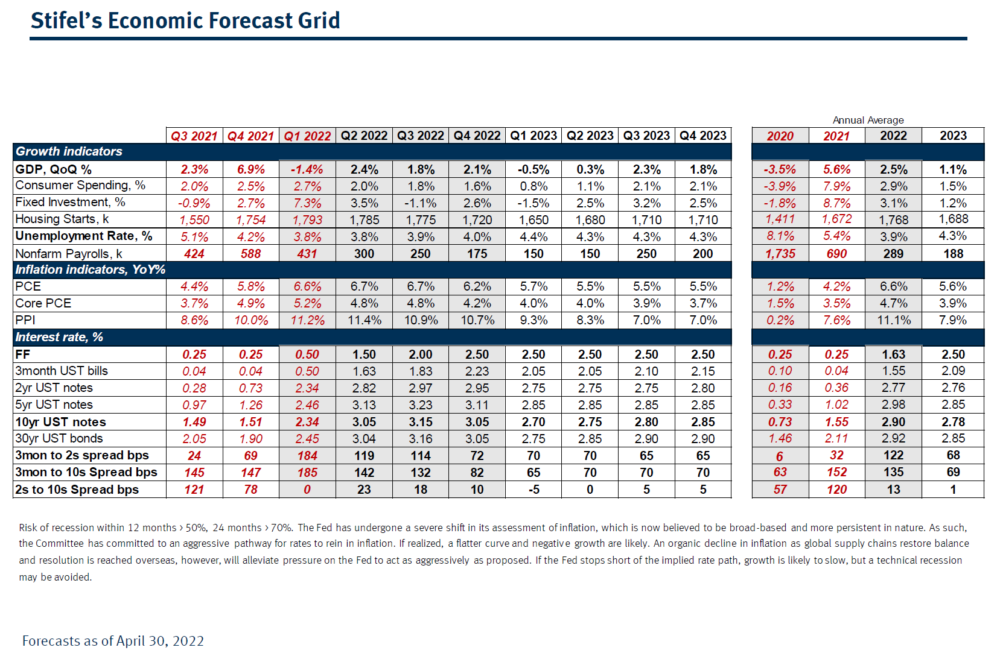 Stifel’s Economic Forecast Grid
Annual Average
Q3 2021 Q4 2021 Q1 2022 Q2 2022 Q3 2022 Q4 2022 Q1 2023 Q2 2023 Q3 2023 Q4 2023 2020 2021 2022 2023
Growth indicators
GDP, QoQ % 2.3% 6.9% -1.4% 2.4% 1.8% 2.1% -0.5% 0.3% 2.3% 1.8% -3.5% 5.6% 2.5% 1.1%
Consumer Spending, % 2.0% 2.5% 2.7% 2.0% 1.8% 1.6% 0.8% 1.1% 2.1% 2.1% -3.9% 7.9% 2.9% 1.5%
Fixed Investment, % -0.9% 2.7% 7.3% 3.5% -1.1% 2.6% -1.5% 2.5% 3.2% 2.5% -1.8% 8.7% 3.1% 1.2%
Housing Starts, k 1,550 1,754 1,793 1,785 1,775 1,720 1,650 1,680 1,710 1,710 1,411 1,672 1,768 1,688
Unemployment Rate, % 5.1% 4.2% 3.8% 3.8% 3.9% 4.0% 4.4% 4.3% 4.3% 4.3% 8.1% 5.4% 3.9% 4.3%
Nonfarm Payrolls, k 424 588 431 300 250 175 150 150 250 200 1,735 690 289 188
Inflation indicators, YoY%
PCE 4.4% 5.8% 6.6% 6.7% 6.7% 6.2% 5.7% 5.5% 5.5% 5.5% 1.2% 4.2% 6.6% 5.6%
Core PCE 3.7% 4.9% 5.2% 4.8% 4.8% 4.2% 4.0% 4.0% 3.9% 3.7% 1.5% 3.5% 4.7% 3.9%
PPI 8.6% 10.0% 11.2% 11.4% 10.9% 10.7% 9.3% 8.3% 7.0% 7.0% 0.2% 7.6% 11.1% 7.9%
Interest rate, %
FF 0.25 0.25 0.50 1.50 2.00 2.50 2.50 2.50 2.50 2.50 0.25 0.25 1.63 2.50
3month UST bills 0.04 0.04 0.50 1.63 1.83 2.23 2.05 2.05 2.10 2.15 0.10 0.04 1.55 2.09
2yr UST notes 0.28 0.73 2.34 2.82 2.97 2.95 2.75 2.75 2.75 2.80 0.16 0.36 2.77 2.76
5yr UST notes 0.97 1.26 2.46 3.13 3.23 3.11 2.85 2.85 2.85 2.85 0.33 1.02 2.98 2.85
10yr UST notes 1.49 1.51 2.34 3.05 3.15 3.05 2.70 2.75 2.80 2.85 0.73 1.55 2.90 2.78
30yr UST bonds 2.05 1.90 2.45 3.04 3.16 3.05 2.75 2.85 2.90 2.90 1.46 2.11 2.92 2.85
3mon to 2s spread bps 24 69 184 119 114 72 70 70 65 65 6 32 122 68
3mon to 10s Spread bps 145 147 185 142 132 82 65 70 70 70 63 152 135 69
2s to 10s Spread bps 121 78 0 23 18 10 -5 0 5 5 57 120 13 1
Risk of recession within 12 months > 50%, 24 months > 70%. The Fed has undergone a severe shift in its assessment of inflation, which is now believed to be broad-based and more persistent in nature. As such,
the Committee has committed to an aggressive pathway for rates to rein in inflation. If realized, a flatter curve and negative growth are likely. An organic decline in inflation as global supply chains restore balance
and resolution is reached overseas, however, will alleviate pressure on the Fed to act as aggressively as proposed. If the Fed stops short of the implied rate path, growth is likely to slow, but a technical recession
may be avoided.
Forecasts as of April 30, 2022